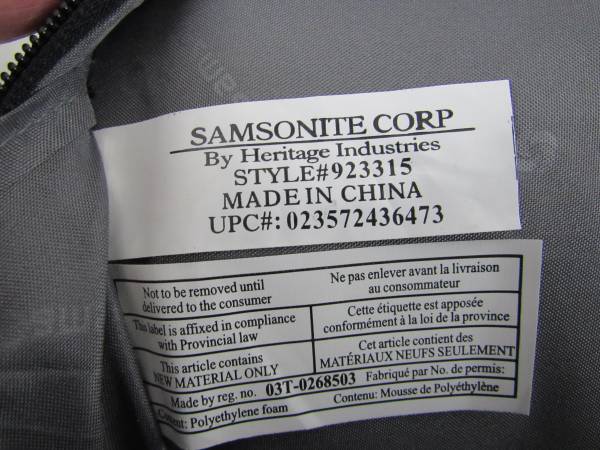 SAMSONITE CORP
By Heritage Industries
STYLE#923315
MADE IN CHINA
UPC#: 023572436473
Not to be removed until
delivered to the consumer
Ne pas enlever avant la livraison
au consommateur
This label is affixed in compliance
with Provincial law
Cette étiquette est apposée
conformément à la loi de la province
This article contains
NEW MATERIAL ONLY
Cet article contient des
MATÉRIAUX NEUFS SEULEMENT
Made by reg. no. 03T-0268503 Fabriqué par No. de permis:
Content: Polyethylene foam Contenu: Mousse de Polyéthylène